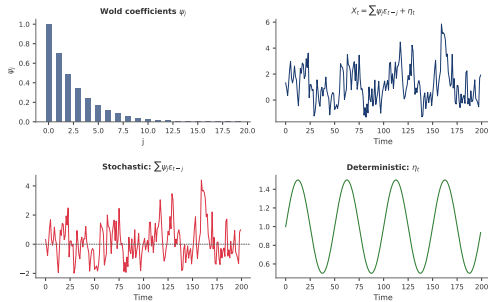 Wold coefficients ψj
ψj
1.0
0.8
0.6
0.4
0.2
0.0
0.0 2.5 5.0 7.5 10.0 12.5 15.0 17.5 20.0
j
Xt = ∑ψjεt−j + ηt
6
4
2
0
0 25 50 75 100 125 150 175 200
Time
Stochastic: ∑ψjεt−j
4
2
0
−2
0 25 50 75 100 125 150 175 200
Time
Deterministic: ηt
1.4
1.2
1.0
0.8
0.6
0 25 50 75 100 125 150 175 200
Time